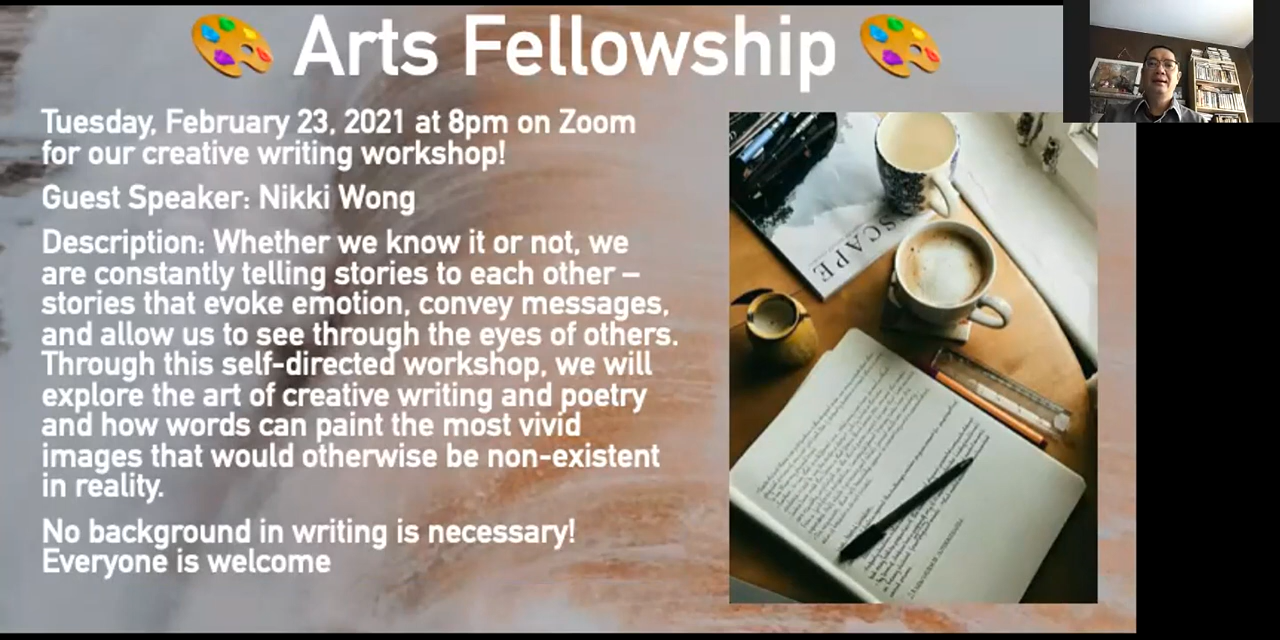 Arts Fellowship
Tuesday, February 23, 2021 at 8pm on Zoom
for our creative writing workshop!
Guest Speaker: Nikki Wong
Description: Whether we know it or not, we
are constantly telling stories to each other –
stories that evoke emotion, convey messages,
and allow us to see through the eyes of others.
Through this self-directed workshop, we will
explore the art of creative writing and poetry
and how words can paint the most vivid
images that would otherwise be non-existent
in reality.
No background in writing is necessary!
Everyone is welcome
SCAPE